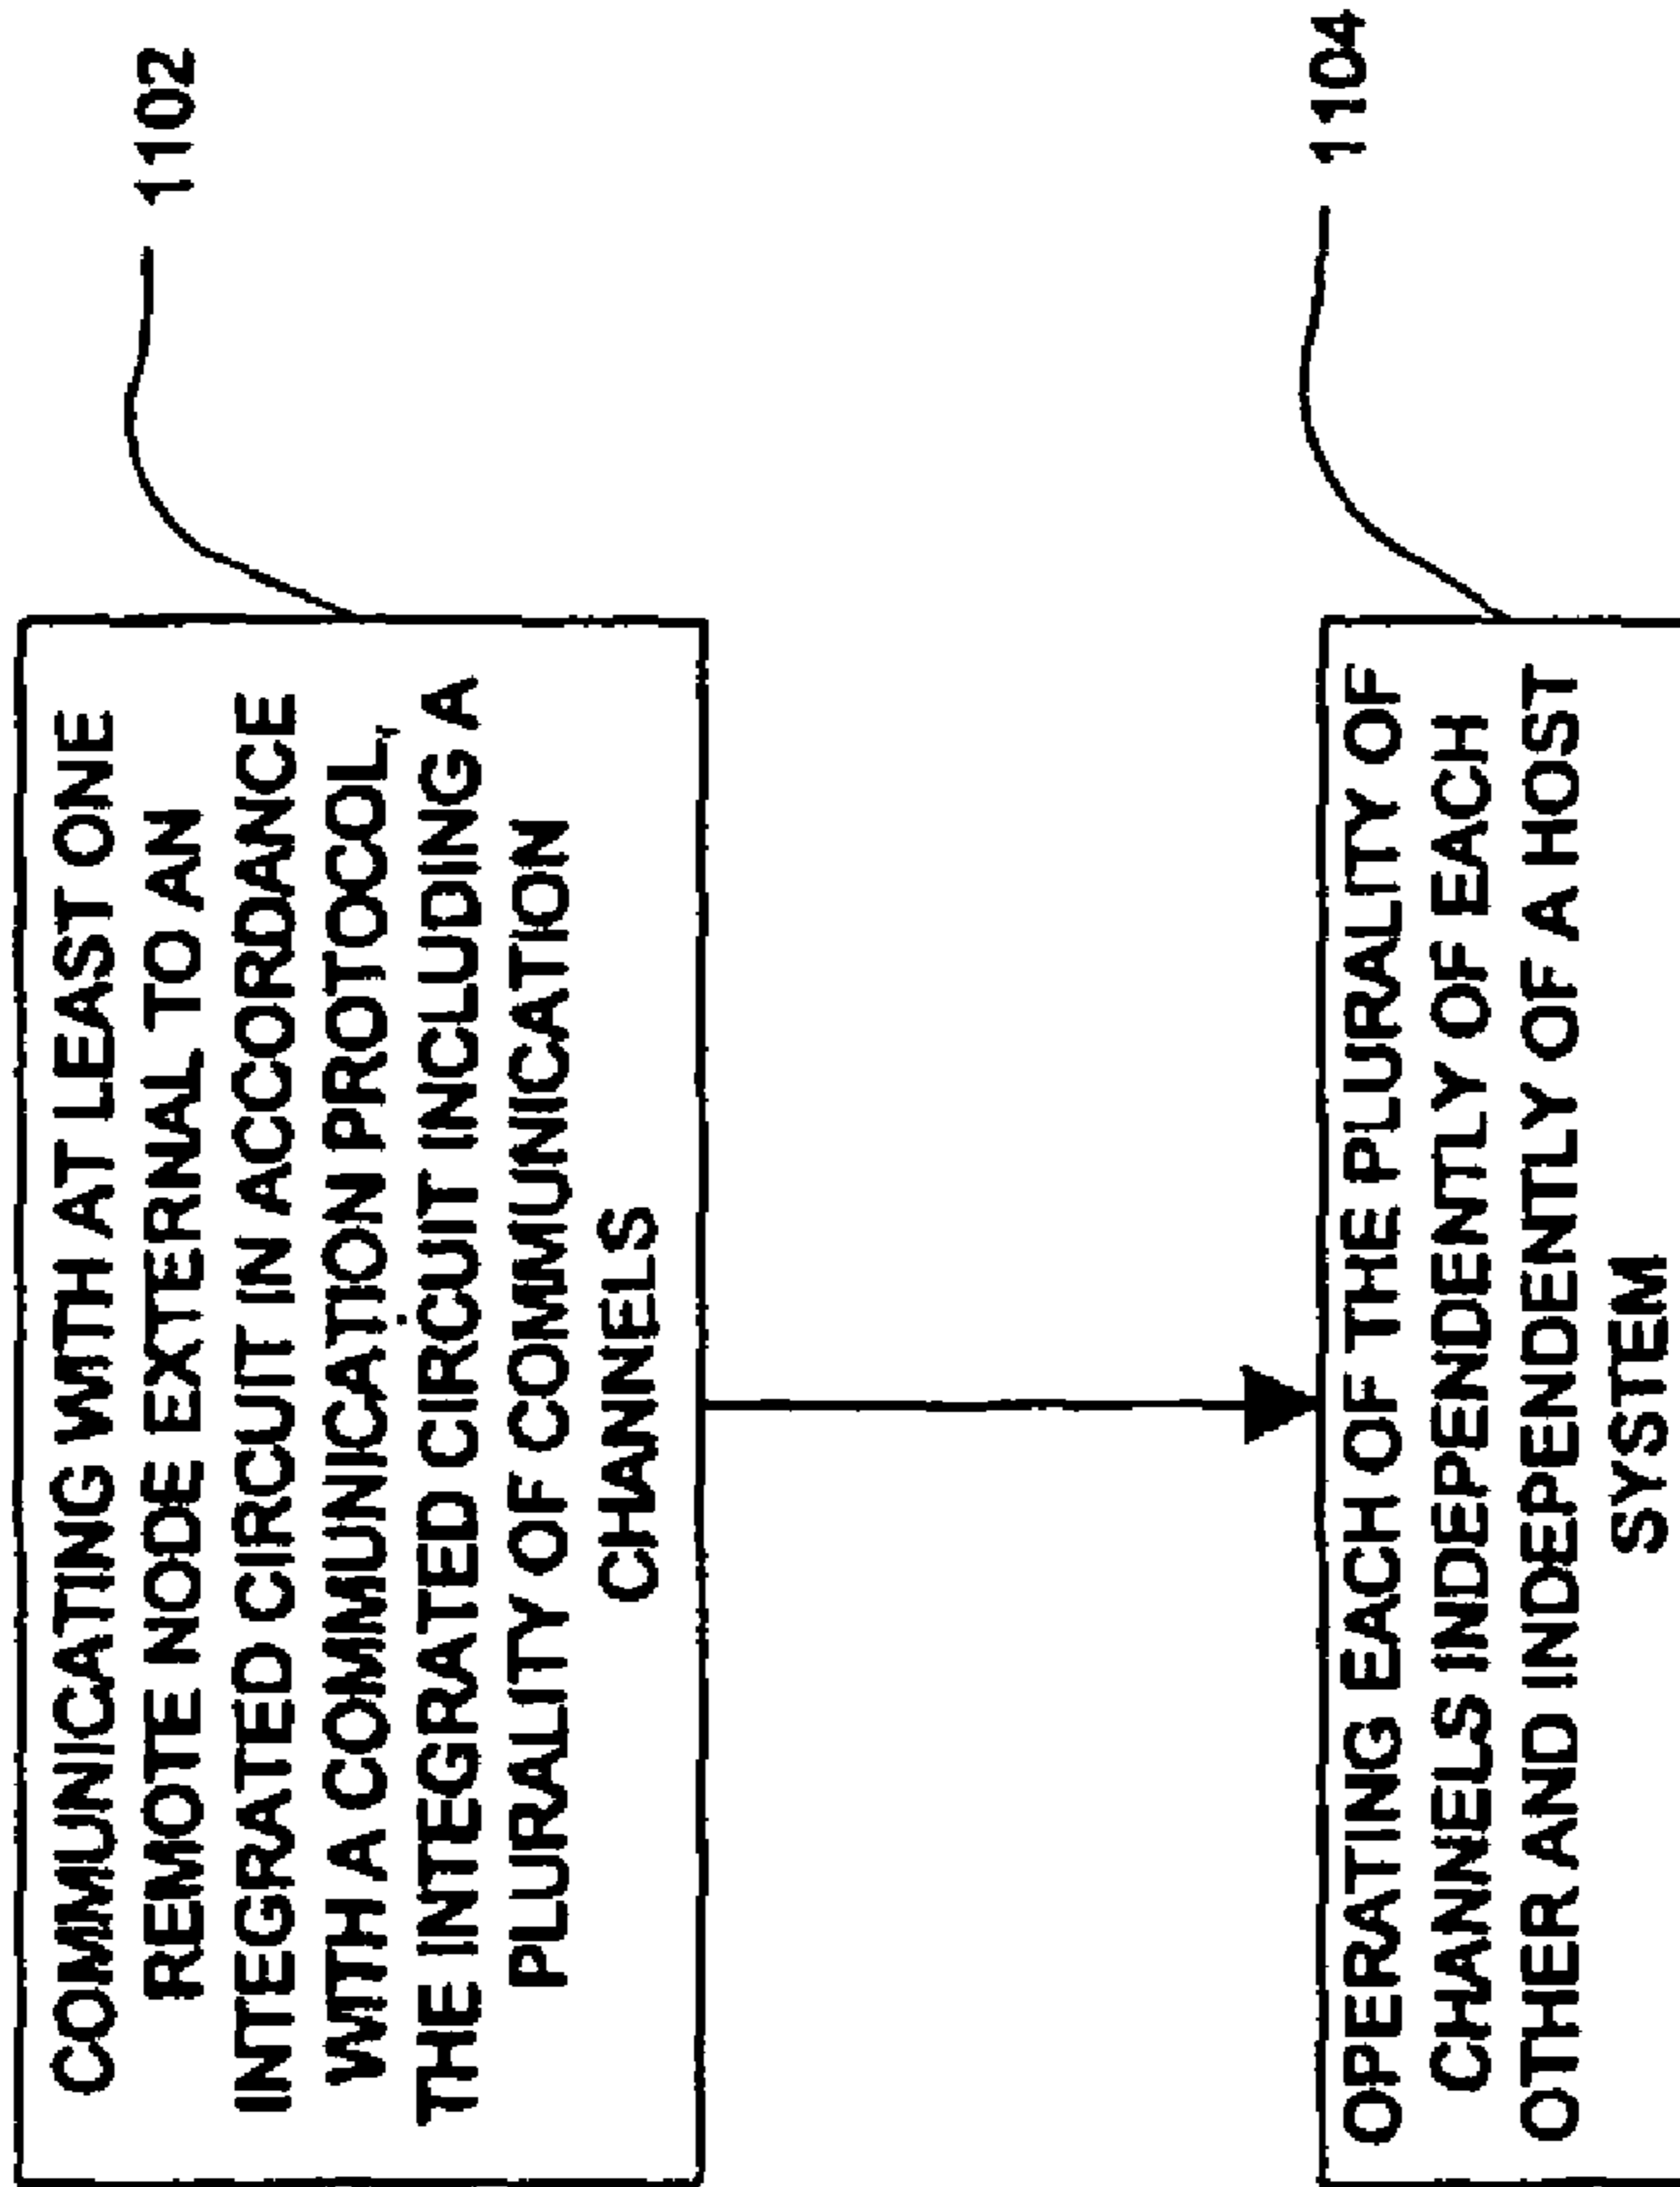 COMMUNICATING WITH AT LEAST ONE
REMOTE NODE EXTERNAL TO AN
INTEGRATED CIRCUIT IN ACCORDANCE
WITH A COMMUNICATION PROTOCOL,
THE INTEGRATED CIRCUIT INCLUDING A
PLURALITY OF COMMUNICATION
CHANNELS
1102
OPERATING EACH OF THE PLURALITY OF
CHANNELS INDEPENDENTLY OF EACH
OTHER AND INDEPENDENTLY OF A HOST
SYSTEM
1104